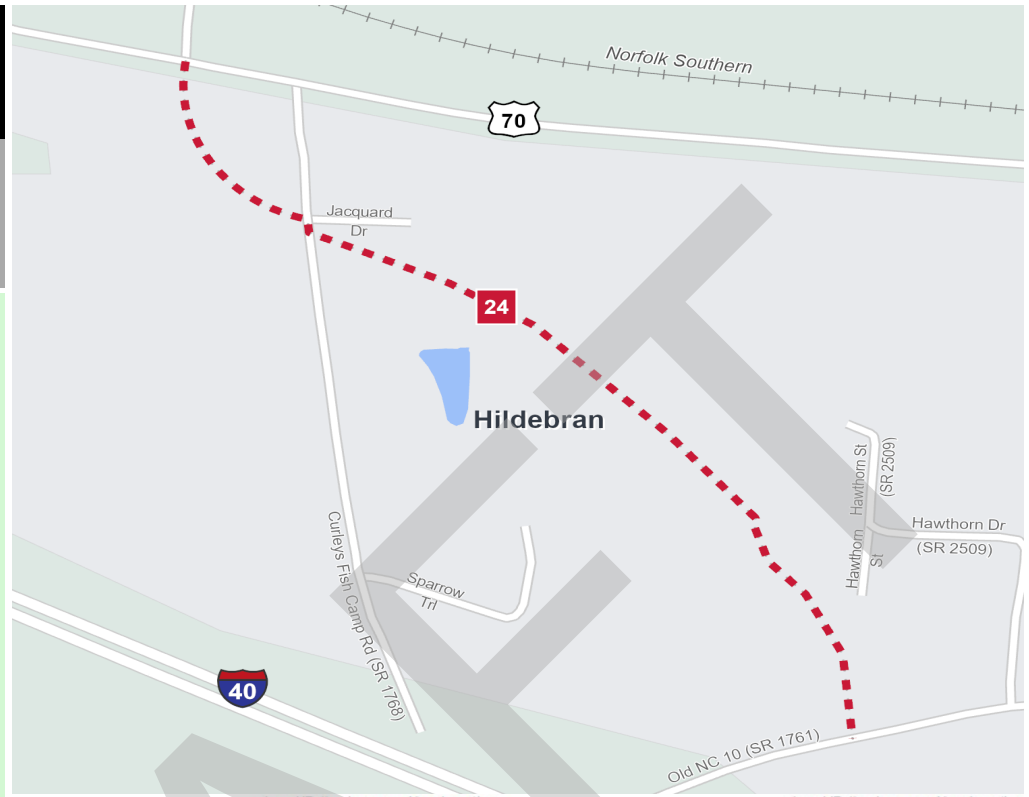 Norfolk Southern
70
Jacquard
Dr
24
Hildebran
Hawthorn St
(SR 2509)
Hawthorn Dr
(SR 2509)
Hawthorn
St
Curleys Fish Camp Rd (SR 1768)
Sparrow
Trl
40
Old NC 10 (SR 1761)